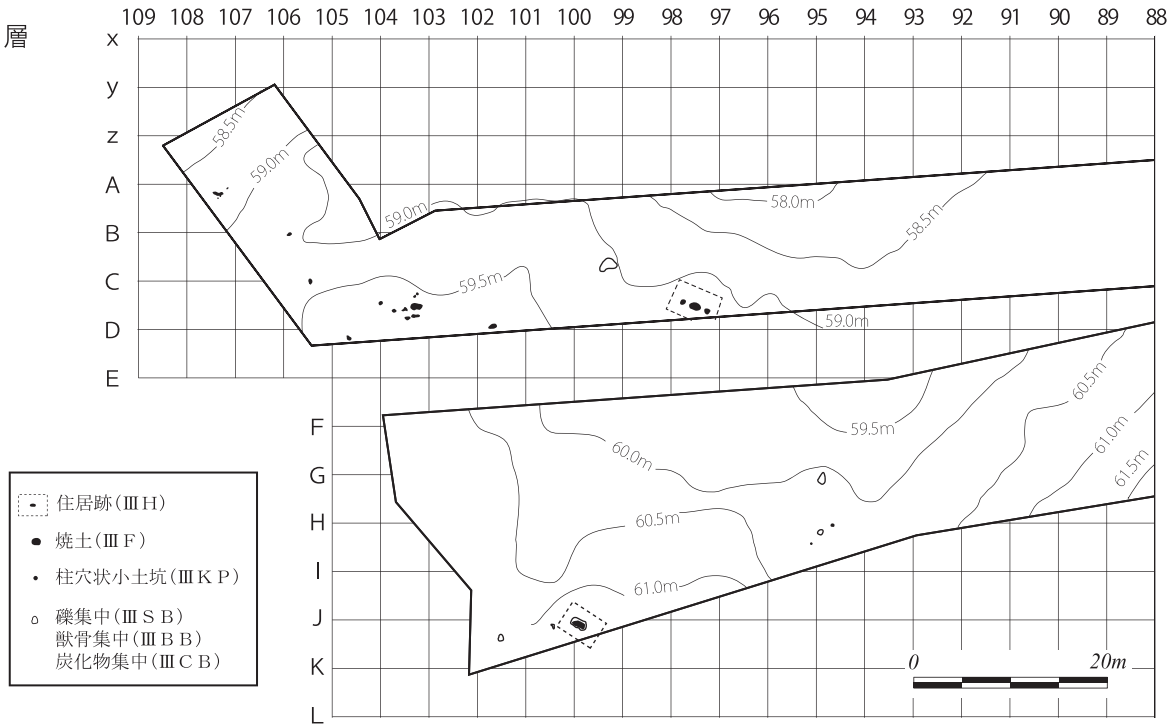 109 108 107 106 105 104 103 102 101 100 99 98 97 96 95 94 93 92 91 90 89 88
層
x
y
z
A
B
C
D
E
F
G
H
I
J
K
L
58.5m
59.0m
59.0m
58.0m
58.5m
59.5m
59.0m
60.5m
59.5m
61.0m
60.0m
61.5m
60.5m
61.0m
住居跡(ⅢH)
焼土(ⅢF)
柱穴状小土坑(ⅢKP)
礫集中(ⅢSB)
獣骨集中(ⅢBB)
炭化物集中(ⅢCB)
0 20m